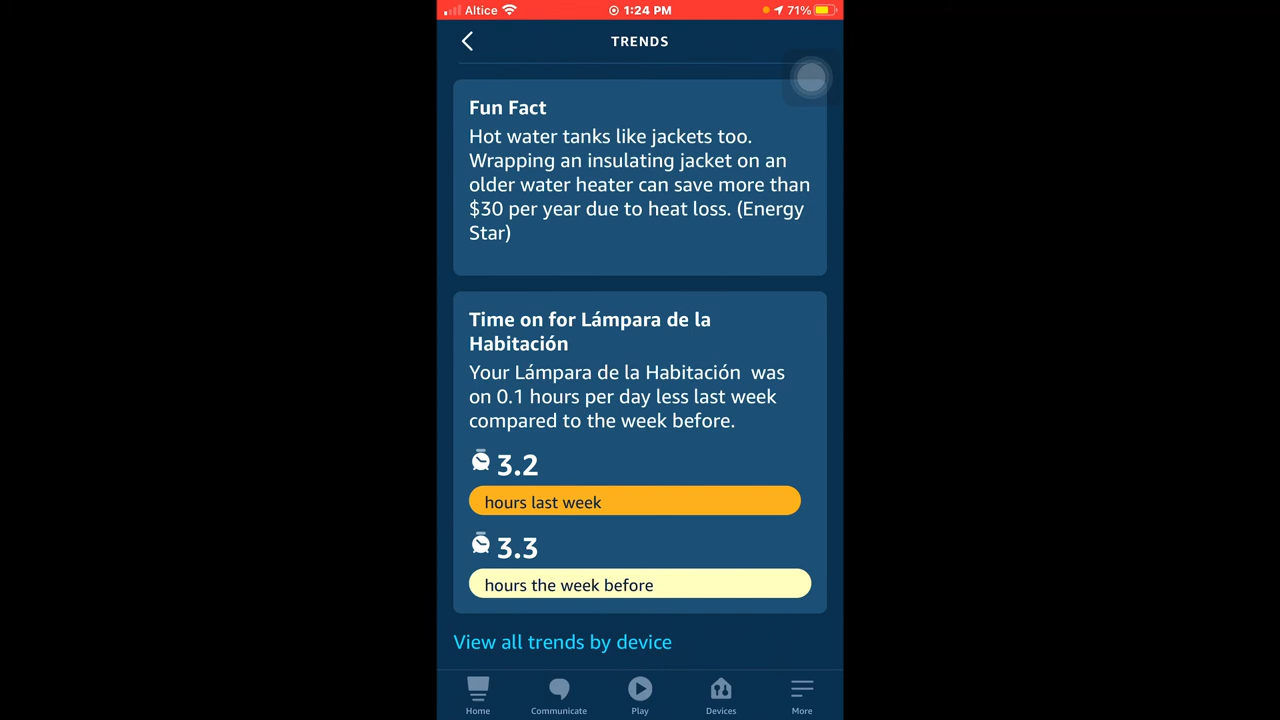 Altice 1:24 PM 71%
TRENDS
Fun Fact
Hot water tanks like jackets too.
Wrapping an insulating jacket on an
older water heater can save more than
$30 per year due to heat loss. (Energy
Star)
Time on for Lámpara de la
Habitación
Your Lámpara de la Habitación was
on 0.1 hours per day less last week
compared to the week before.
3.2
hours last week
3.3
hours the week before
View all trends by device
Home Communicate Play Devices More